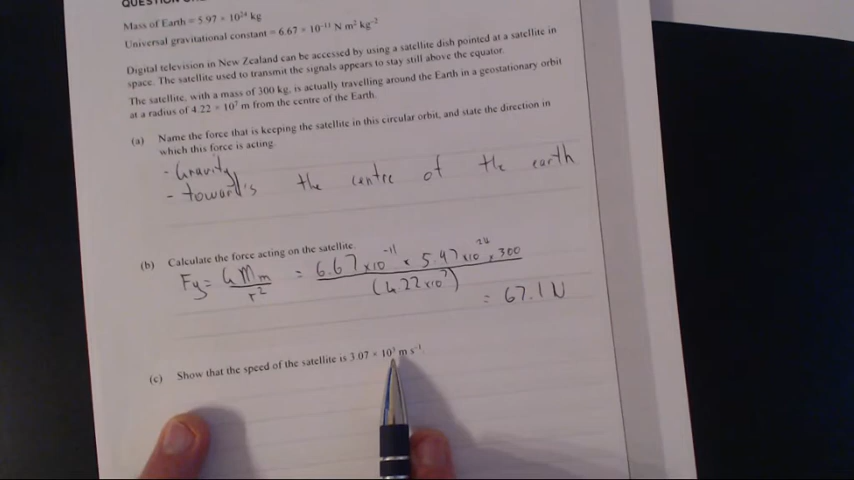 Mass of Earth = 5.97 × 10²⁴ kg
Universal gravitational constant = 6.67 × 10⁻¹¹ N m² kg⁻²
Digital television in New Zealand can be accessed by using a satellite dish pointed at a satellite in
space. The satellite used to transmit the signals appears to stay still above the equator.
The satellite, with a mass of 300 kg, is actually travelling around the Earth in a geostationary orbit
at a radius of 4.22 × 10⁷ m from the centre of the Earth.
(a) Name the force that is keeping the satellite in this circular orbit, and state the direction in
which this force is acting.
- Gravity
- toward's the centre of the earth
(b) Calculate the force acting on the satellite.
Fg = GMm / r² = 6.67×10⁻¹¹ × 5.97×10²⁴ × 300 / (4.22×10⁷)
= 67.1 N
(c) Show that the speed of the satellite is 3.07 × 10³ m s⁻¹